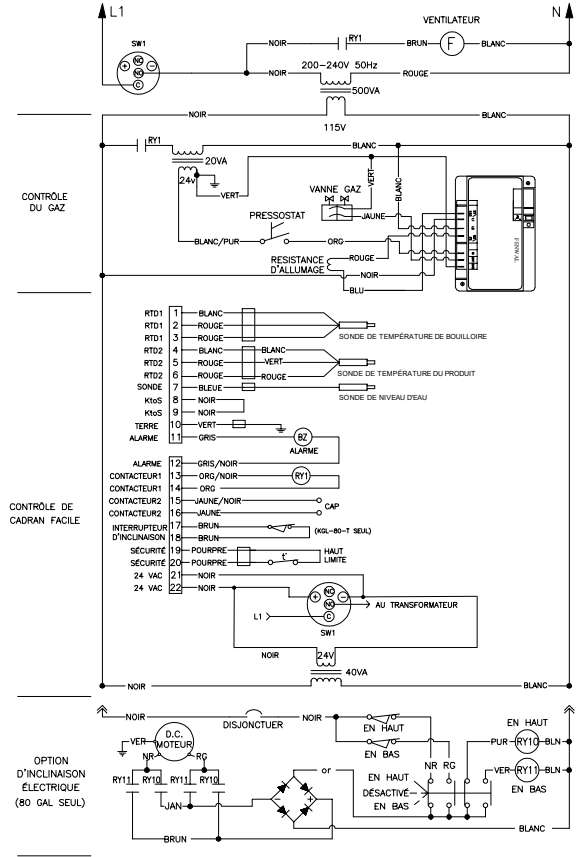 L1
N
VENTILATEUR
SW1
NOIR
RY1
BRUN
F
BLANC
NO
NO
C
NOIR
200-240V 50Hz
ROUGE
500VA
NOIR
BLANC
115V
RY1
BLANC
20VA
24v
VERT
VERT
BLANC
VANNE GAZ
JAUNE
CONTRÔLE
DU GAZ
PRESSOSTAT
BLANC/PUR
ORG
FENWAL
RESISTANCE
D'ALLUMAGE
ROUGE
NOIR
BLU
RTD1 1 BLANC
RTD1 2 ROUGE
RTD1 3 ROUGE
SONDE DE TEMPÉRATURE DE BOUILLOIRE
RTD2 4 BLANC BLANC
RTD2 5 ROUGE VERT
RTD2 6 ROUGE ROUGE
SONDE DE TEMPÉRATURE DU PRODUIT
SONDE 7 BLEUE
SONDE DE NIVEAU D'EAU
KtoS 8 NOIR
KtoS 9 NOIR
TERRE 10 VERT
ALARME 11 GRIS
BZ
ALARME
CONTRÔLE DE
CADRAN FACILE
ALARME 12 GRIS/NOIR
CONTACTEUR1 13 ORG/NOIR RY1
CONTACTEUR1 14 ORG
CONTACTEUR2 15 JAUNE/NOIR
CONTACTEUR2 16 JAUNE
CAP
INTERRUPTEUR 17 BRUN
D'INCLINAISON 18 BRUN
(KGL-80-T SEUL)
SÉCURITÉ 19 POURPRE
SÉCURITÉ 20 POURPRE
t°
HAUT
LIMITE
24 VAC 21 NOIR
24 VAC 22 NOIR
NO
NO
C
AU TRANSFORMATEUR
L1
SW1
NOIR
24V
40VA
NOIR
BLANC
NOIR
DISJONCTUER
NOIR
EN HAUT
EN BAS
EN HAUT
PUR RY10 BLN
VER
D.C.
MOTEUR
NR
RG
NR RG
VER RY11 BLN
EN BAS
OPTION
D'INCLINAISON
ÉLECTRIQUE
(80 GAL SEUL)
RY11 RY10 RY11 RY10
or
EN HAUT
DÉSACTIVÉ
EN BAS
JAN
BRUN
BLANC